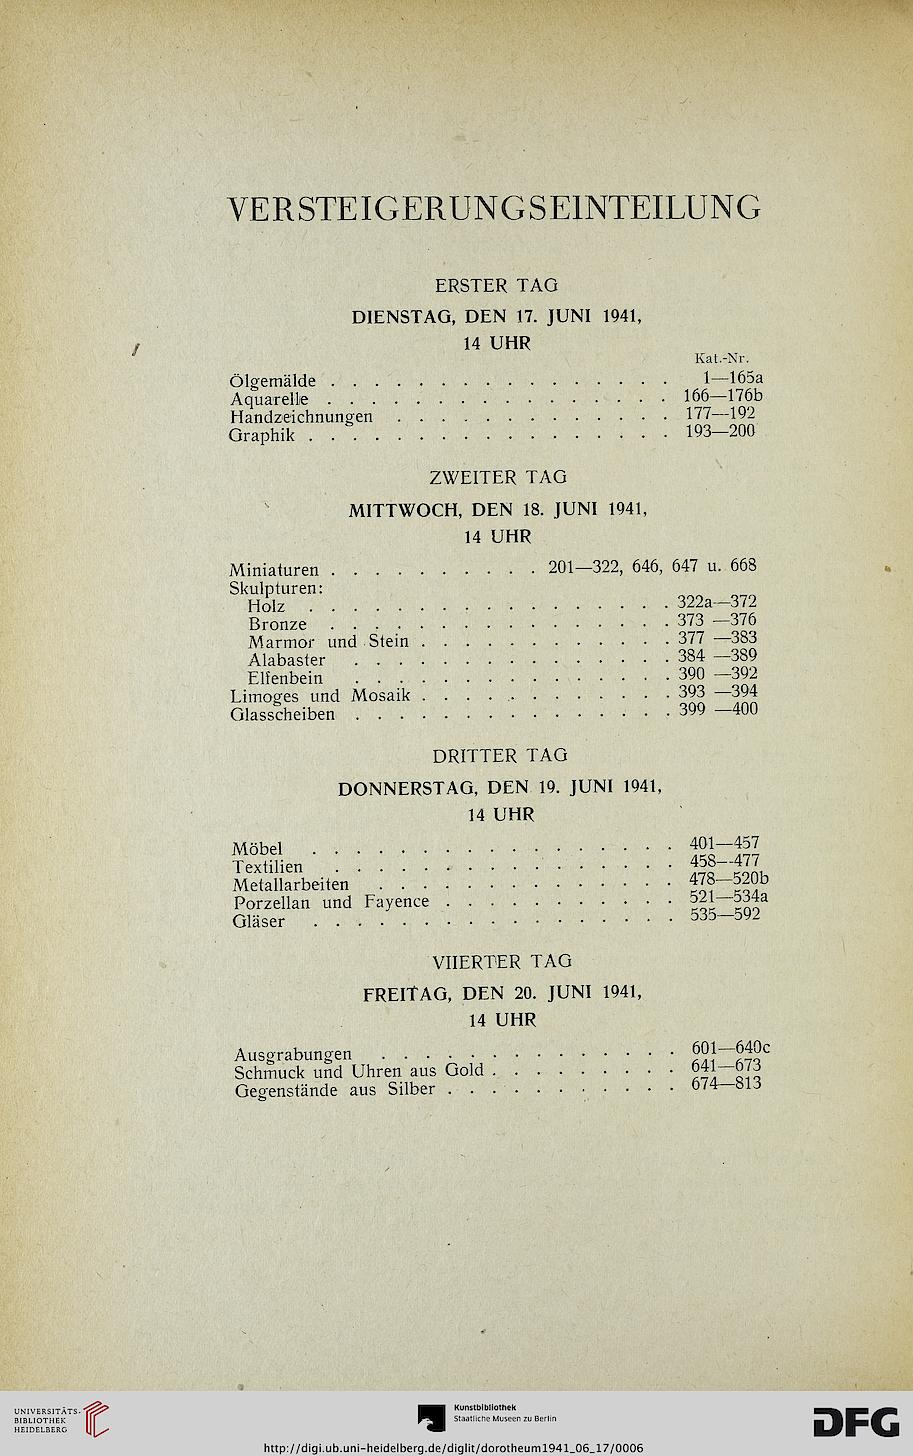 VERSTEIGERUNGSEINTEILUNG
ERSTER TAG
DIENSTAG, DEN 17. JUNI 1941,
14 UHR
Kat.-Nr.
Ölgemälde . . . . . . . . . . . . . . . . 1—165a
Aquarelle . . . . . . . . . . . . . . . . 166—176b
Handzeichnungen . . . . . . . . . . . . . 177—192
Graphik . . . . . . . . . . . . . . . . . 193—200
ZWEITER TAG
MITTWOCH, DEN 18. JUNI 1941,
14 UHR
Miniaturen . . . . . . . . . . 201—322, 646, 647 u. 668
Skulpturen:
Holz . . . . . . . . . . . . . . . . . 322a—372
Bronze . . . . . . . . . . . . . . . . 373 —376
Marmor und Stein . . . . . . . . . . . . 377 —383
Alabaster . . . . . . . . . . . . . . . 384 —389
Elfenbein . . . . . . . . . . . . . . . 390 —392
Limoges und Mosaik . . . . . . . . . . . . 393 —394
Glasscheiben . . . . . . . . . . . . . . . 399 —400
DRITTER TAG
DONNERSTAG, DEN 19. JUNI 1941,
14 UHR
Möbel . . . . . . . . . . . . . . . . . 401—457
Textilien . . . . . . . . . . . . . . . . 458—477
Metallarbeiten . . . . . . . . . . . . . . 478—520b
Porzellan und Fayence . . . . . . . . . . . 521—534a
Gläser . . . . . . . . . . . . . . . . . 535—592
VIIERTER TAG
FREITAG, DEN 20. JUNI 1941,
14 UHR
Ausgrabungen . . . . . . . . . . . . . . 601—640c
Schmuck und Uhren aus Gold . . . . . . . . . 641—673
Gegenstände aus Silber . . . . . . . . . . . 674—813
UNIVERSITÄTS-
BIBLIOTHEK
HEIDELBERG
Kunstbibliothek
Staatliche Museen zu Berlin
DFG
http://digi.ub.uni-heidelberg.de/diglit/dorotheum1941_06_17/0006